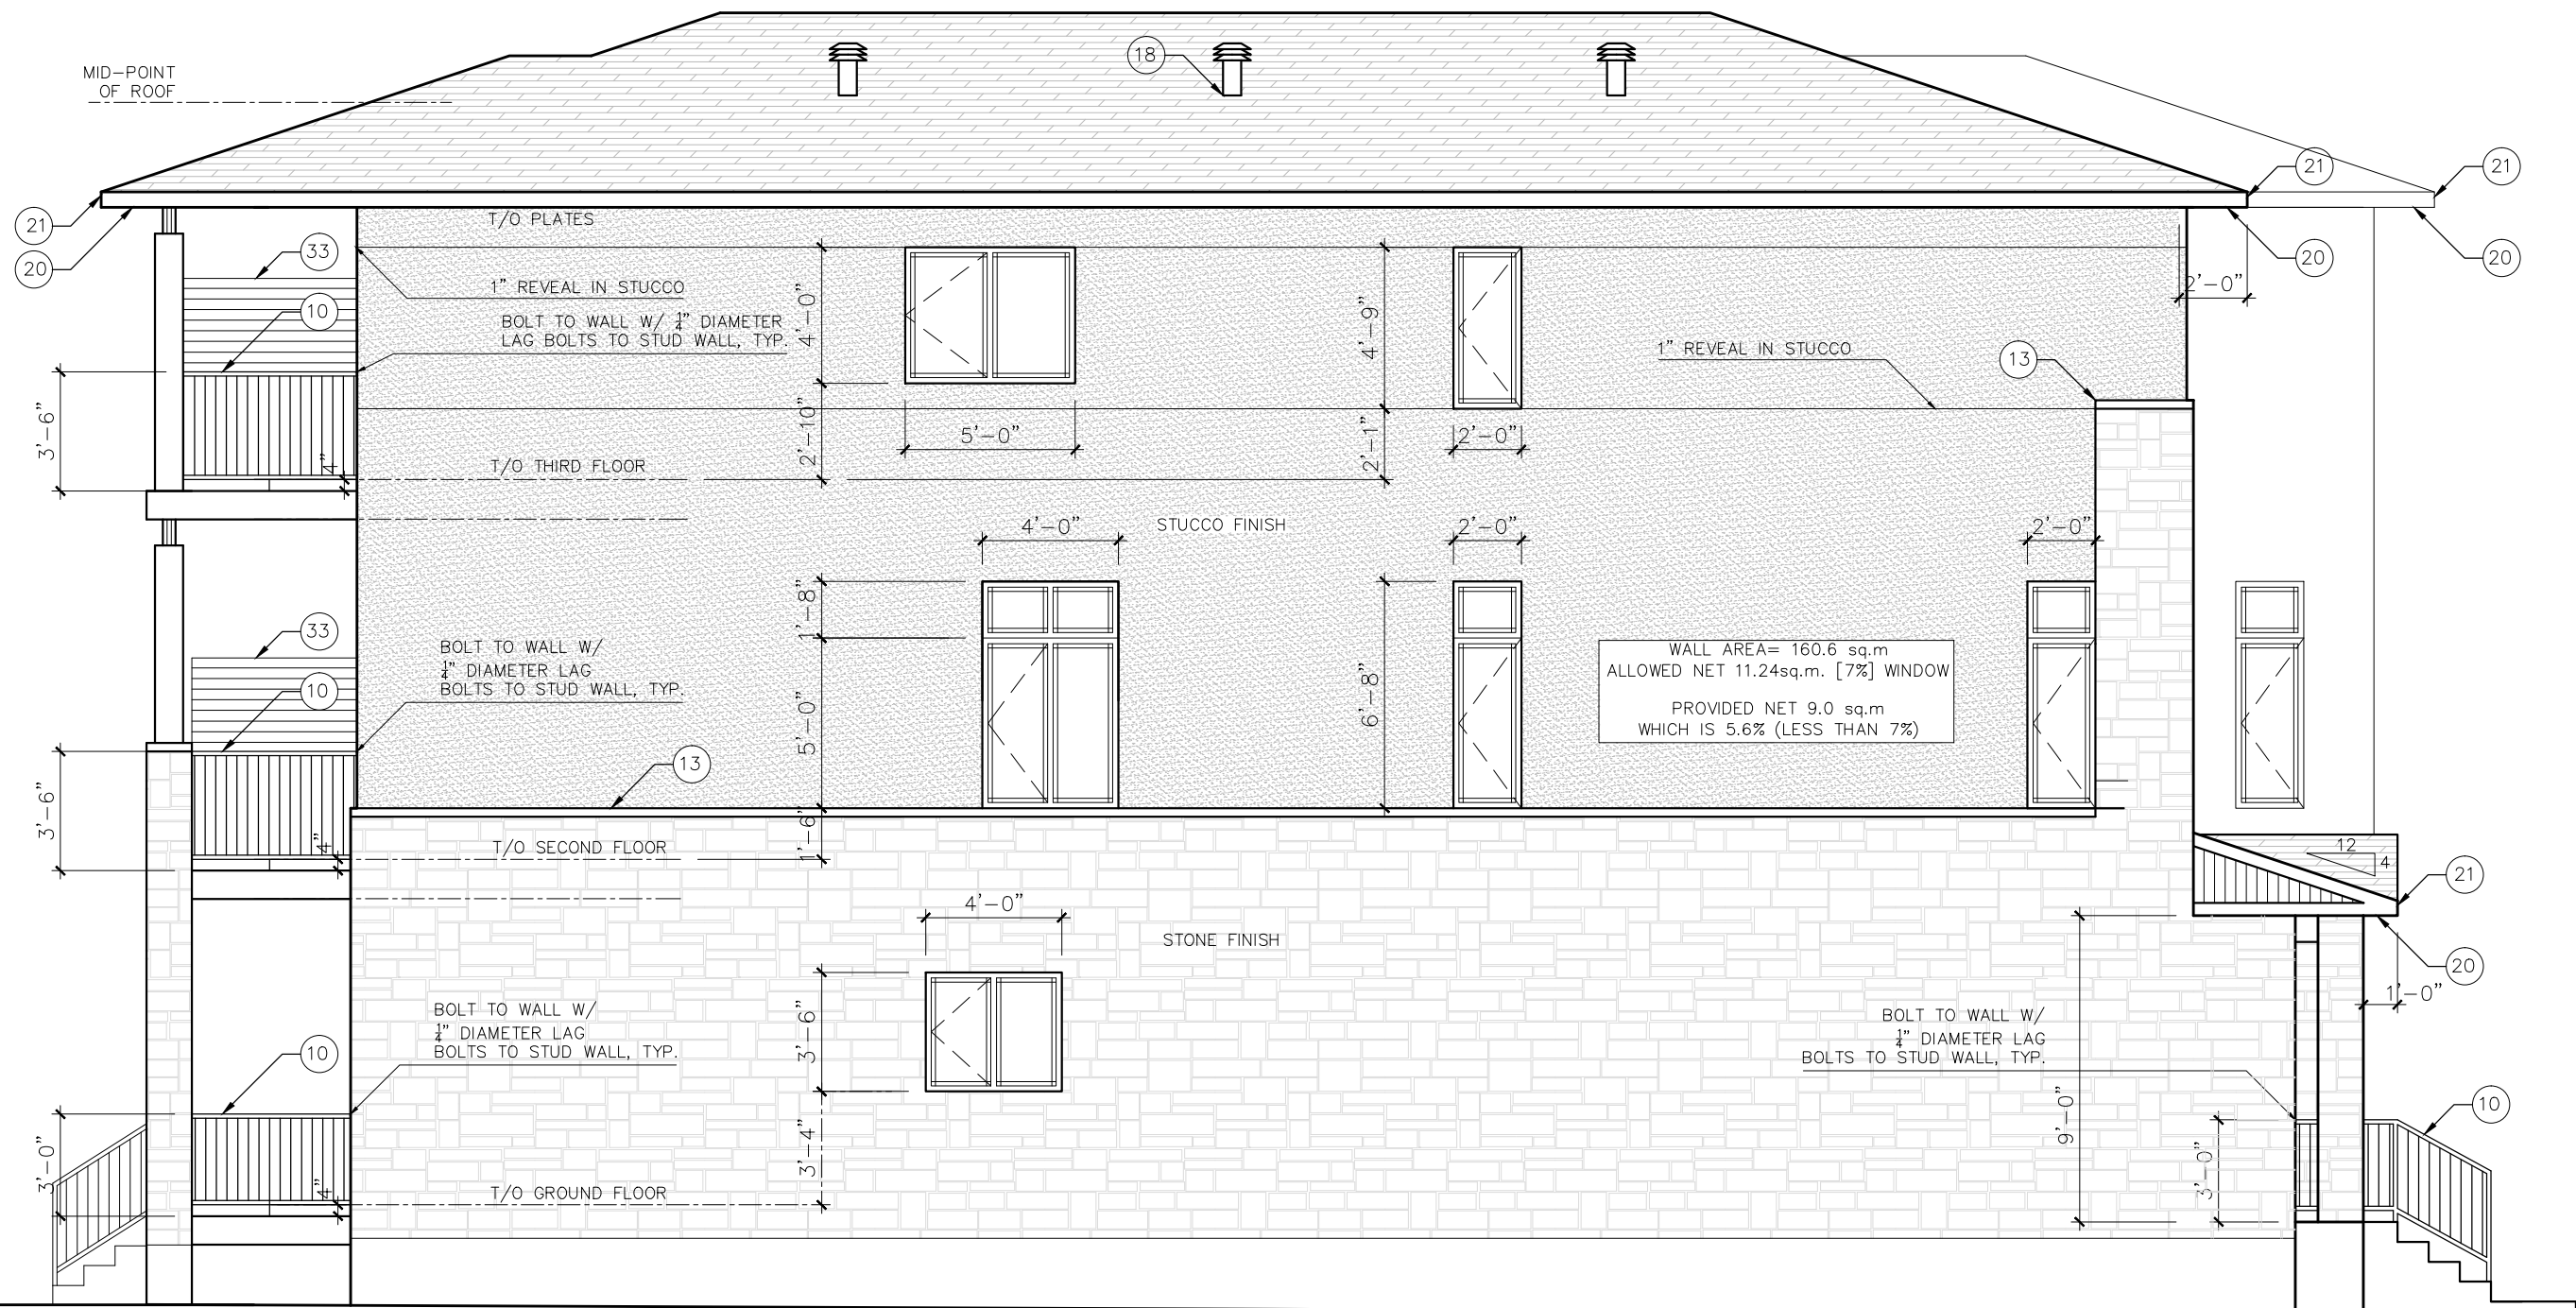 MID-POINT
OF ROOF
18
21
21
21
20
20
20
T/O PLATES
33
1" REVEAL IN STUCCO
10
BOLT TO WALL W/ 1/4" DIAMETER
LAG BOLTS TO STUD WALL, TYP.
4'-0"
4'-9"
2'-0"
1" REVEAL IN STUCCO
13
3'-6"
4"
2'-10"
5'-0"
2'-1"
2'-0"
T/O THIRD FLOOR
4'-0"
STUCCO FINISH
2'-0"
2'-0"
1'-8"
33
10
BOLT TO WALL W/
1/4" DIAMETER LAG
BOLTS TO STUD WALL, TYP.
5'-0"
6'-8"
WALL AREA= 160.6 sq.m
ALLOWED NET 11.24sq.m. [7%] WINDOW
PROVIDED NET 9.0 sq.m
WHICH IS 5.6% (LESS THAN 7%)
13
3'-6"
4"
1'-6"
T/O SECOND FLOOR
12
4
21
4'-0"
STONE FINISH
20
1'-0"
3'-6"
BOLT TO WALL W/
1/4" DIAMETER LAG
BOLTS TO STUD WALL, TYP.
10
BOLT TO WALL W/
1/4" DIAMETER LAG
BOLTS TO STUD WALL, TYP.
9'-0"
10
3'-0"
4"
3'-4"
3'-0"
T/O GROUND FLOOR